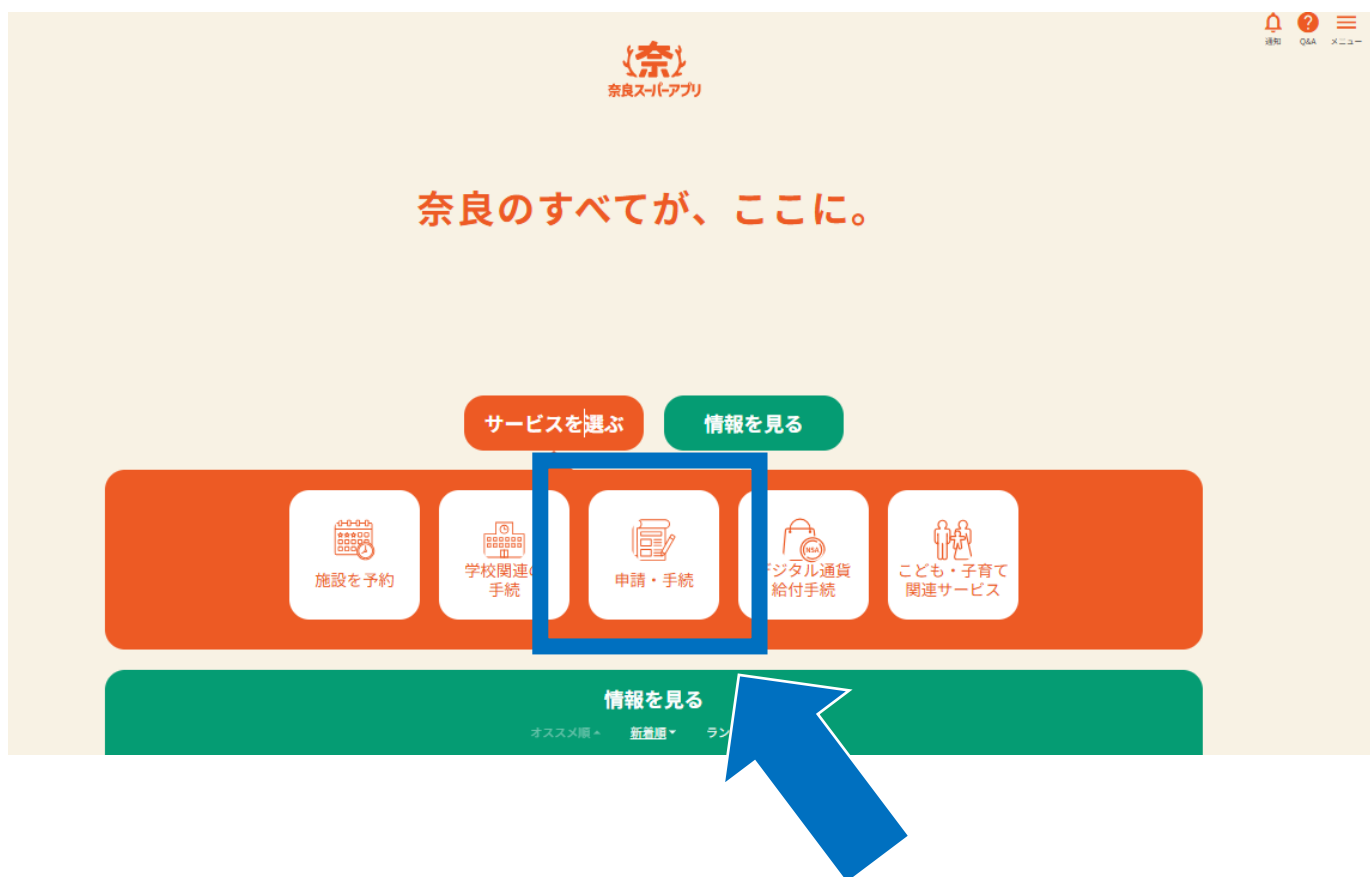 通知 Q&A メニュー
奈
奈良スーパーアプリ
奈良のすべてが、ここに。
サービスを選ぶ 情報を見る
施設を予約
学校関連
手続
申請・手続
ジタル通貨
給付手続
NSA
こども・子育て
関連サービス
情報を見る
オススメ順 新着順 ラン